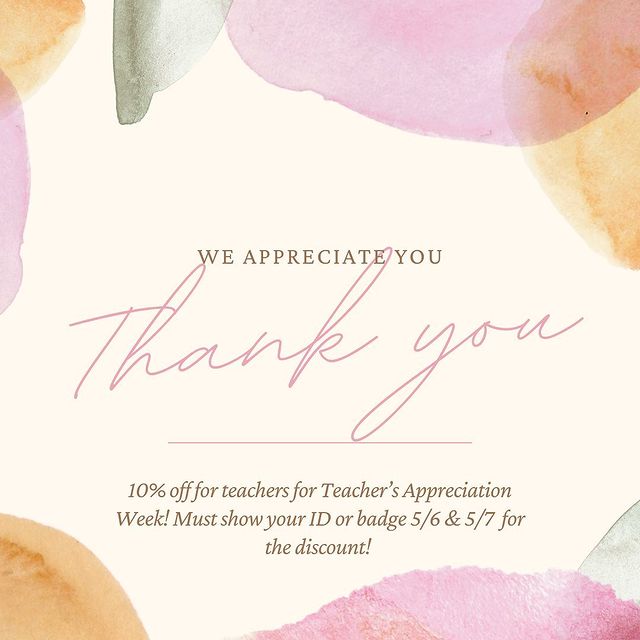 WE APPRECIATE YOU
Thank you
10% off for teachers for Teacher’s Appreciation
Week! Must show your ID or badge 5/6 & 5/7 for
the discount!